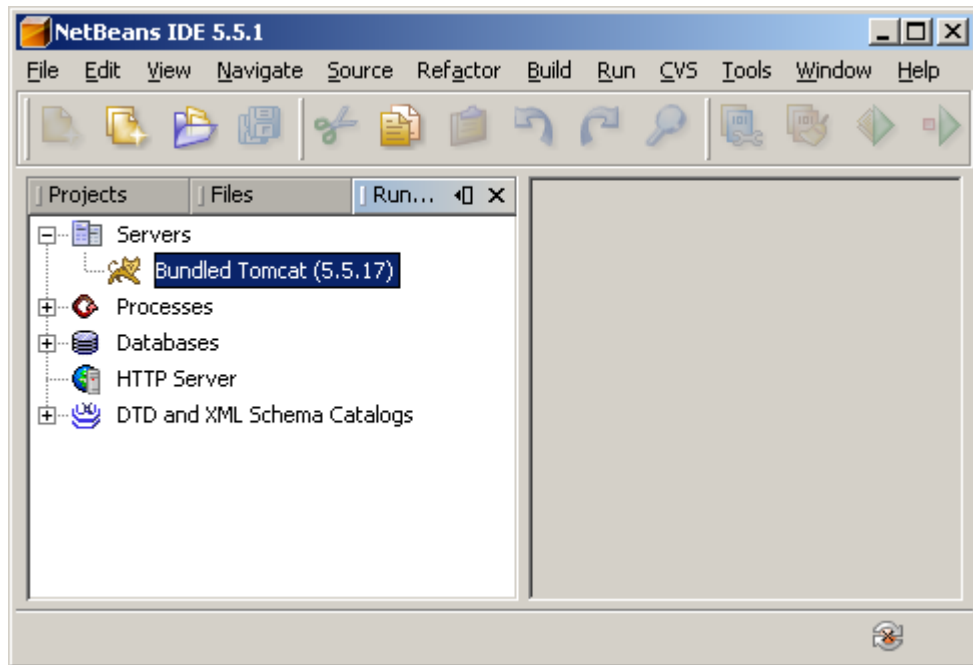 NetBeans IDE 5.5.1
File Edit View Navigate Source Refactor Build Run CVS Tools Window Help
Projects Files Run...
Servers
Bundled Tomcat (5.5.17)
Processes
Databases
HTTP Server
DTD and XML Schema Catalogs